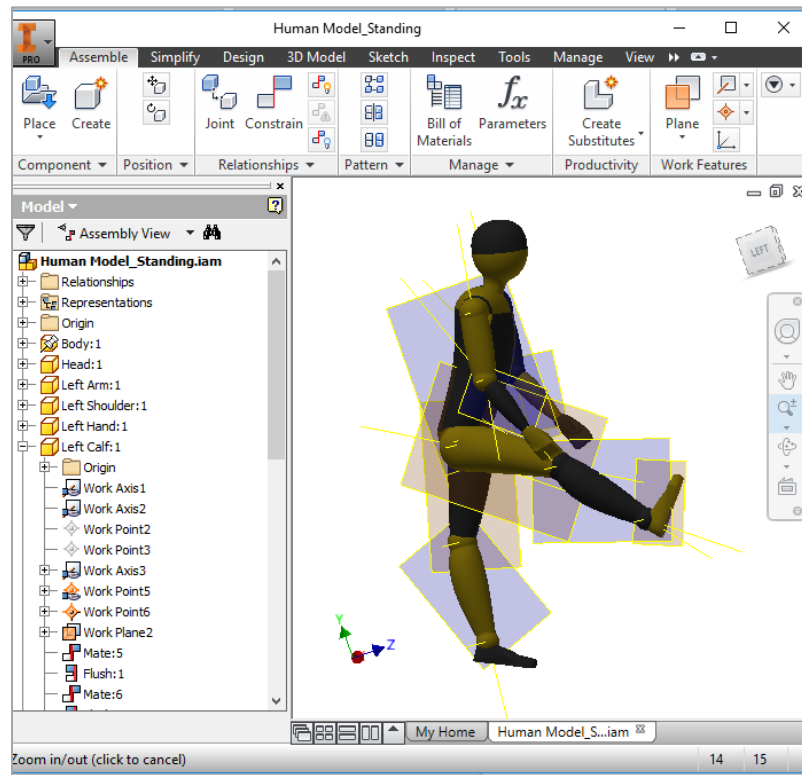 Human Model_Standing
PRO
Assemble Simplify Design 3D Model Sketch Inspect Tools Manage View
Place Create Joint Constrain Bill of Materials fx Parameters Create Substitutes Plane
Component Position Relationships Pattern Manage Productivity Work Features
Model
Assembly View
Human Model_Standing.iam
Relationships
Representations
Origin
Body:1
Head:1
Left Arm:1
Left Shoulder:1
Left Hand:1
Left Calf:1
Origin
Work Axis1
Work Axis2
Work Point2
Work Point3
Work Axis3
Work Point5
Work Point6
Work Plane2
Mate:5
Flush:1
Mate:6
LEFT
Y
Z
My Home Human Model_S...iam
Zoom in/out (click to cancel) 14 15